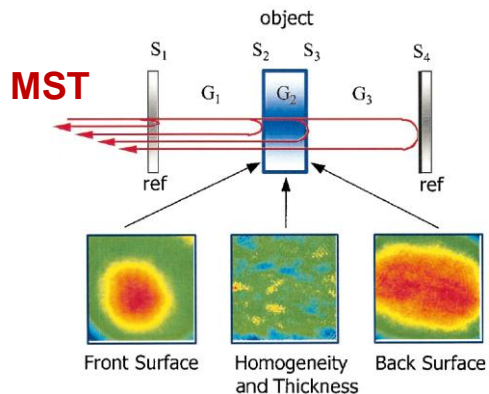 object
S1 S2 S3 S4
MST
G1 G2 G3
ref ref
Front Surface Homogeneity and Thickness Back Surface